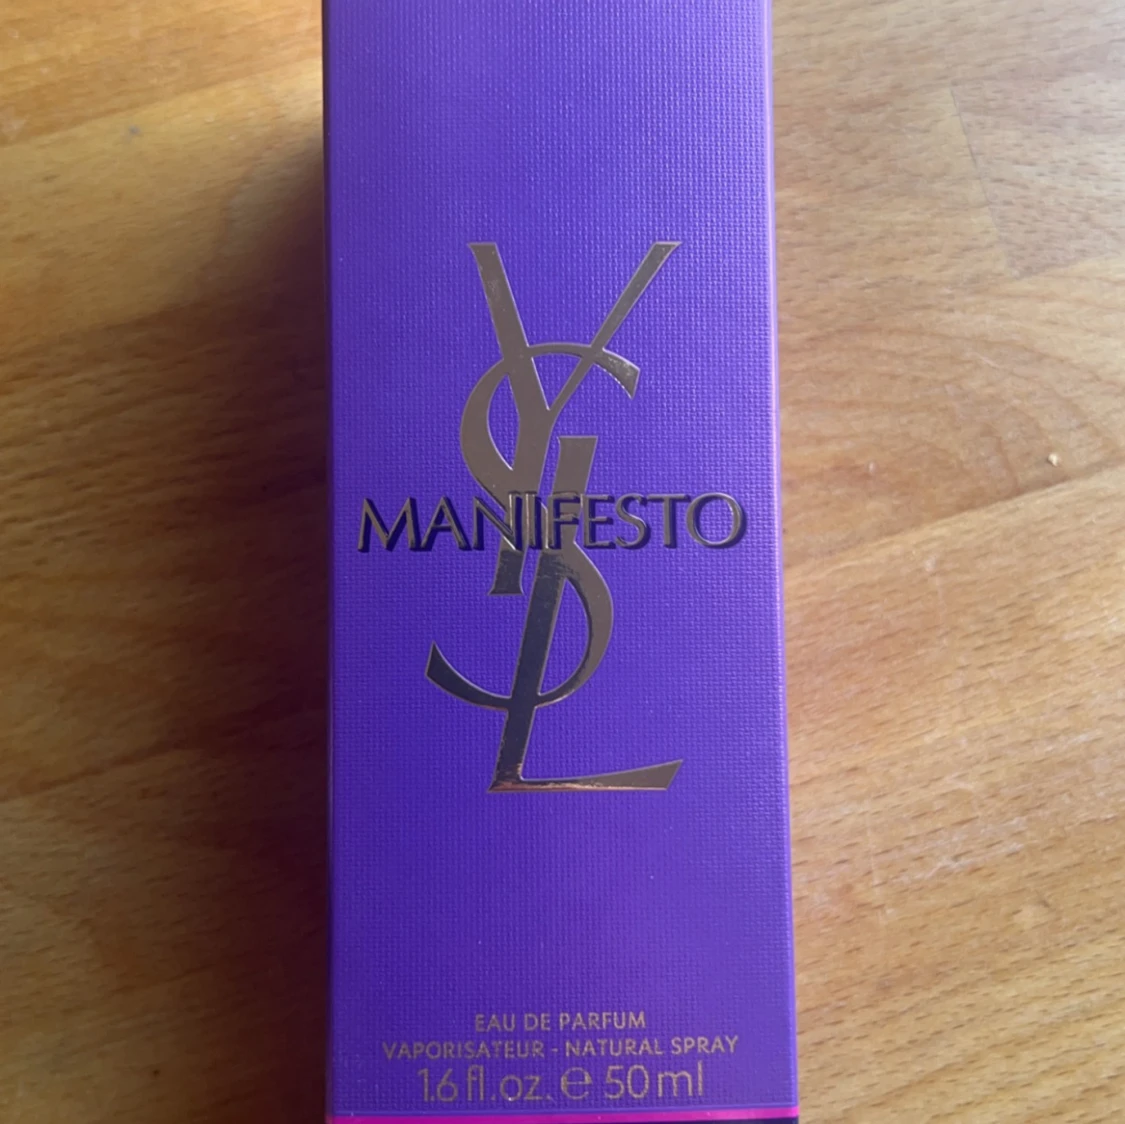 YSL
MANIFESTO
EAU DE PARFUM
VAPORISATEUR - NATURAL SPRAY
1.6 fl.oz. e 50 ml